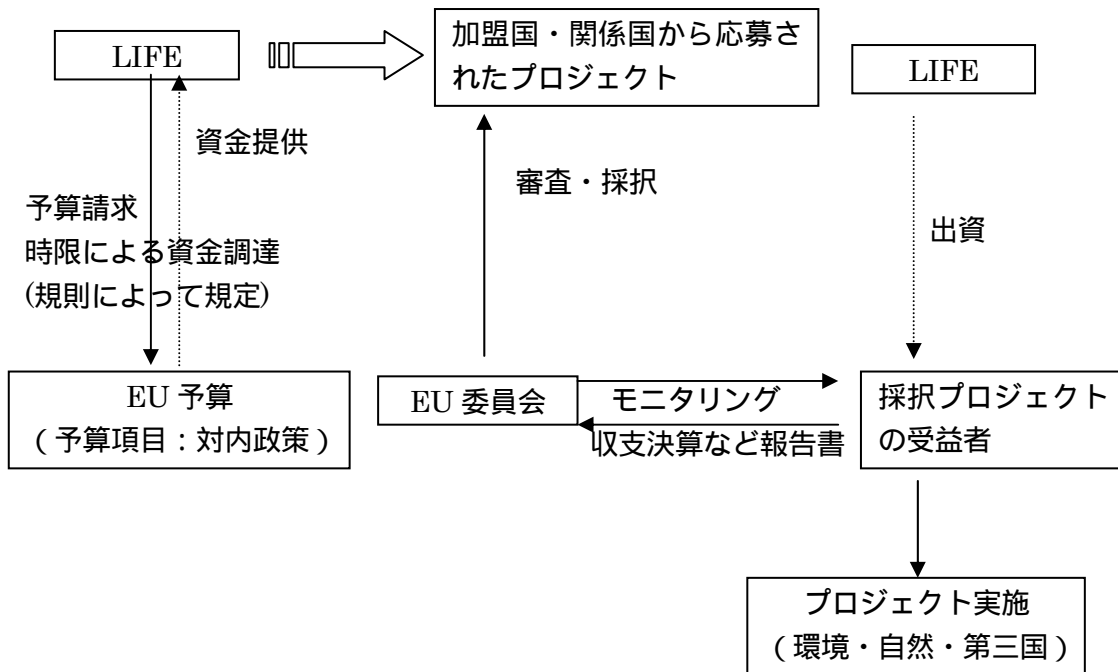 LIFE
加盟国・関係国から応募さ
れたプロジェクト
LIFE
資金提供
審査・採択
予算請求
時限による資金調達
(規則によって規定)
出資
EU 予算
（予算項目：対内政策）
EU 委員会
モニタリング
収支決算など報告書
採択プロジェクト
の受益者
プロジェクト実施
（環境・自然・第三国）